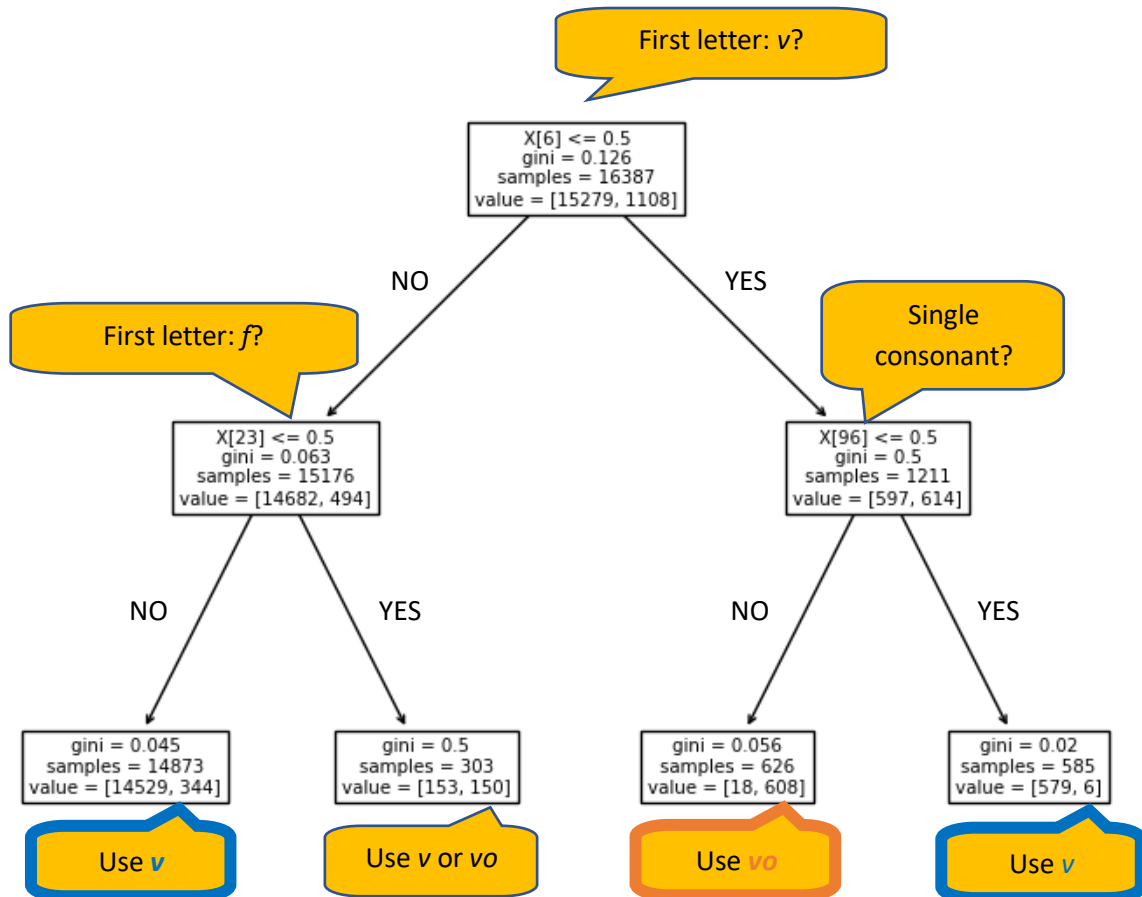 First letter: v?
X[6] <= 0.5
gini = 0.126
samples = 16387
value = [15279, 1108]
NO
YES
First letter: f?
Single
consonant?
X[23] <= 0.5
gini = 0.063
samples = 15176
value = [14682, 494]
X[96] <= 0.5
gini = 0.5
samples = 1211
value = [597, 614]
NO
YES
NO
YES
gini = 0.045
samples = 14873
value = [14529, 344]
gini = 0.5
samples = 303
value = [153, 150]
gini = 0.056
samples = 626
value = [18, 608]
gini = 0.02
samples = 585
value = [579, 6]
Use v
Use v or vo
Use vo
Use v